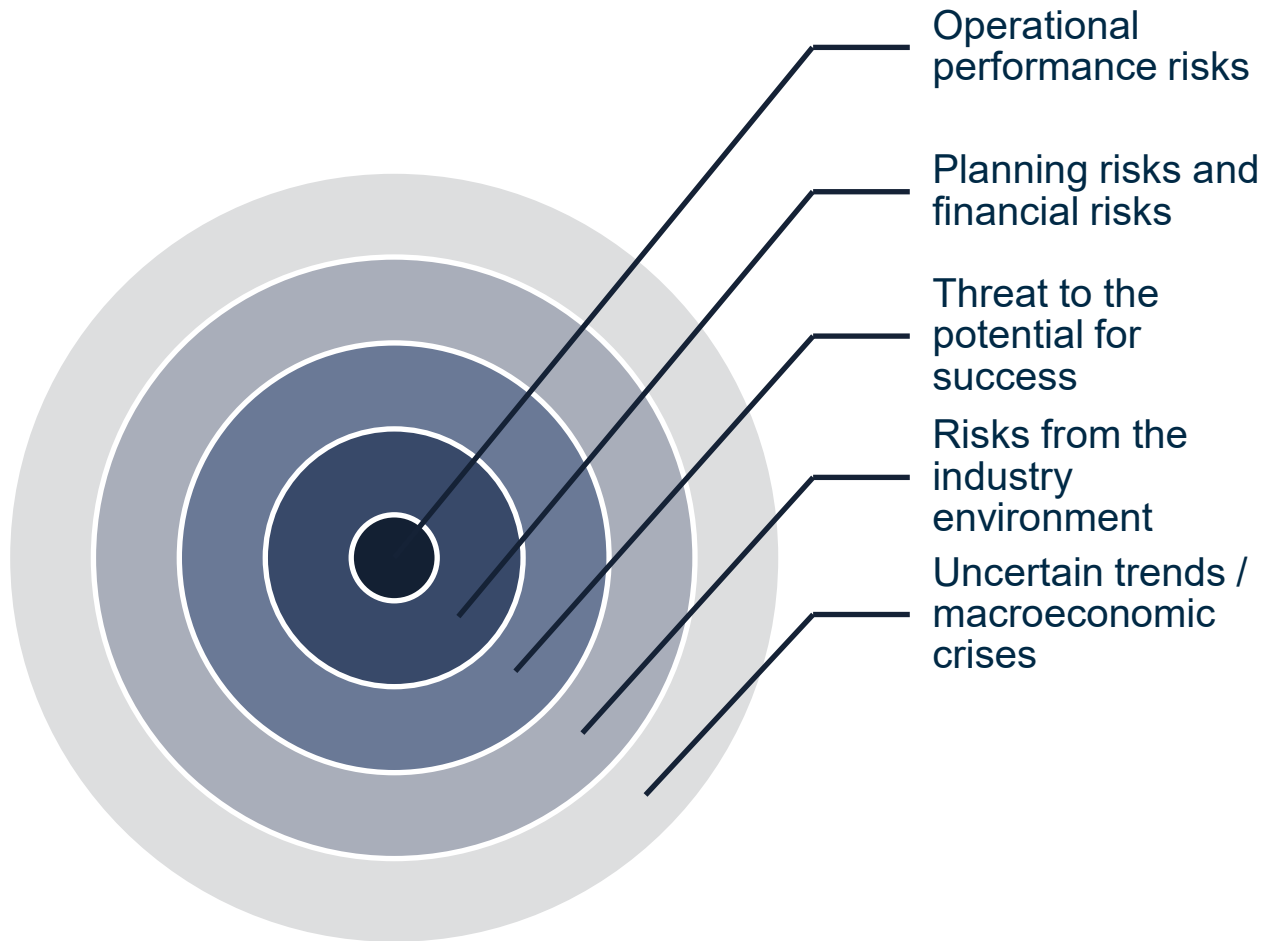 Operational
performance risks
Planning risks and
financial risks
Threat to the
potential for
success
Risks from the
industry
environment
Uncertain trends /
macroeconomic
crises